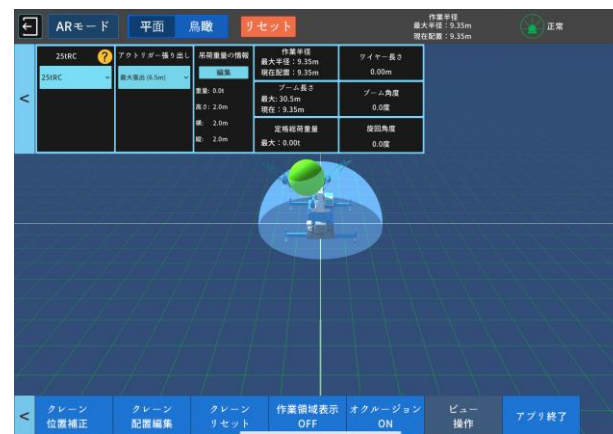 ARモード
平面
鳥瞰
リセット
作業半径
最大半径：9.35m
現在配置：9.35m
正常
25tRC
?
25tRC
アウトリガー張り出し
最大張出 (6.5m)
吊荷重量の情報
編集
重量: 0.0t
高さ: 2.0m
横: 2.0m
縦: 2.0m
作業半径
最大半径：9.35m
現在配置：9.35m
ブーム長さ
最大: 30.5m
現在：9.35m
定格総荷重量
最大：0.00t
ワイヤー長さ
0.00m
ブーム角度
0.0度
旋回角度
0.0度
<
<
クレーン
位置補正
クレーン
配置編集
クレーン
リセット
作業領域表示
OFF
オクルージョン
ON
ビュー
操作
アプリ終了